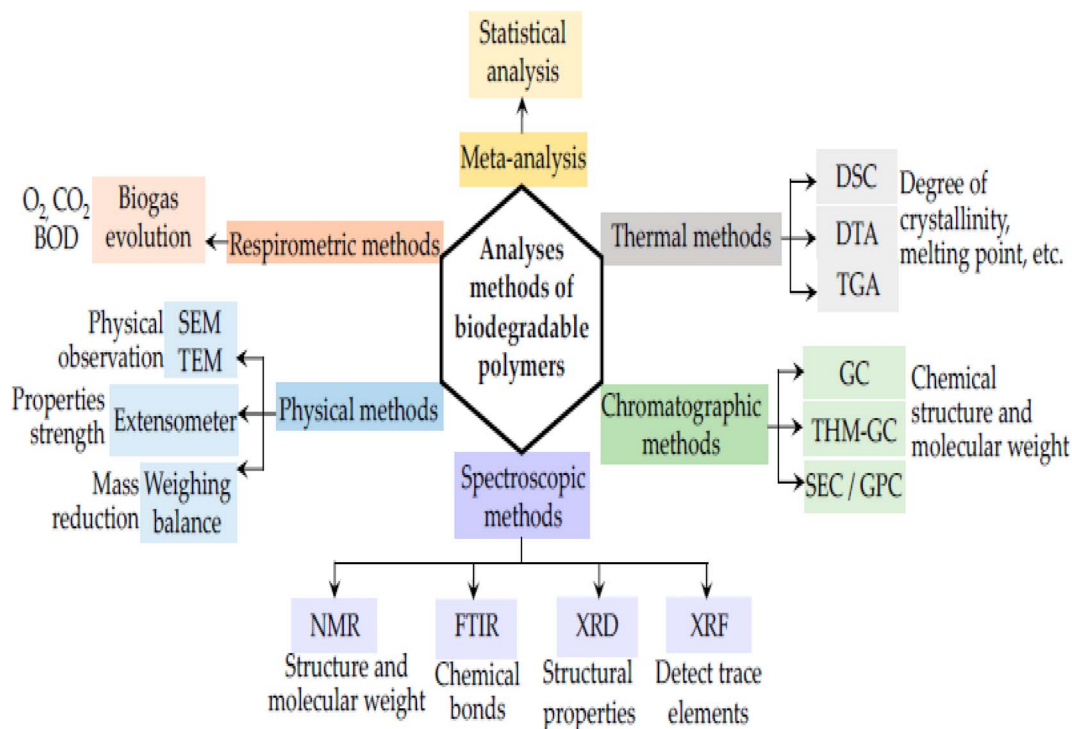 Statistical
analysis
Meta-analysis
Analyses
methods of
biodegradable
polymers
O₂, CO₂
BOD
Biogas
evolution
Respirometric methods
Thermal methods
DSC
DTA
TGA
Degree of
crystallinity,
melting point, etc.
Physical
observation
SEM
TEM
Properties
strength
Extensometer
Mass
reduction
Weighing
balance
Physical methods
Chromatographic
methods
GC
THM-GC
SEC / GPC
Chemical
structure and
molecular weight
Spectroscopic
methods
NMR
Structure and
molecular weight
FTIR
Chemical
bonds
XRD
Structural
properties
XRF
Detect trace
elements